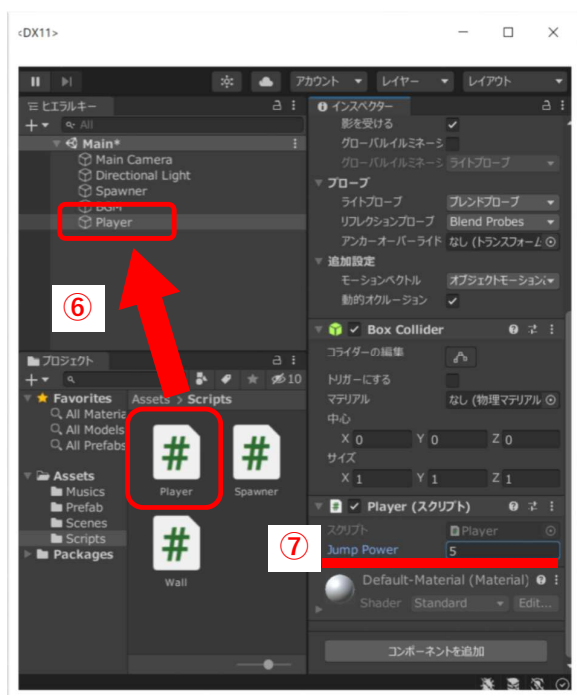 <DX11>
アカウント レイヤー レイアウト
ヒエラルキー
All
Main*
Main Camera
Directional Light
Spawner
BGM
Player
⑥
プロジェクト
10
Favorites
All Materia
All Models
All Prefabs
Assets
Musics
Prefab
Scenes
Scripts
Packages
Assets > Scripts
Player
Spawner
Wall
インスペクター
影を受ける
グローバルイルミネーシ
グローバルイルミネーシ ライトプローブ
プローブ
ライトプローブ ブレンドプローブ
リフレクションプローブ Blend Probes
アンカーオーバーライド なし (トランスフォーム)
追加設定
モーションベクトル オブジェクトモーション(
動的オクルージョン
Box Collider
コライダーの編集
トリガーにする
マテリアル なし (物理マテリアル
中心
X 0 Y 0 Z 0
サイズ
X 1 Y 1 Z 1
Player (スクリプト)
スクリプト Player
⑦
Jump Power 5
Default-Material (Material)
Shader Standard Edit...
コンポーネントを追加